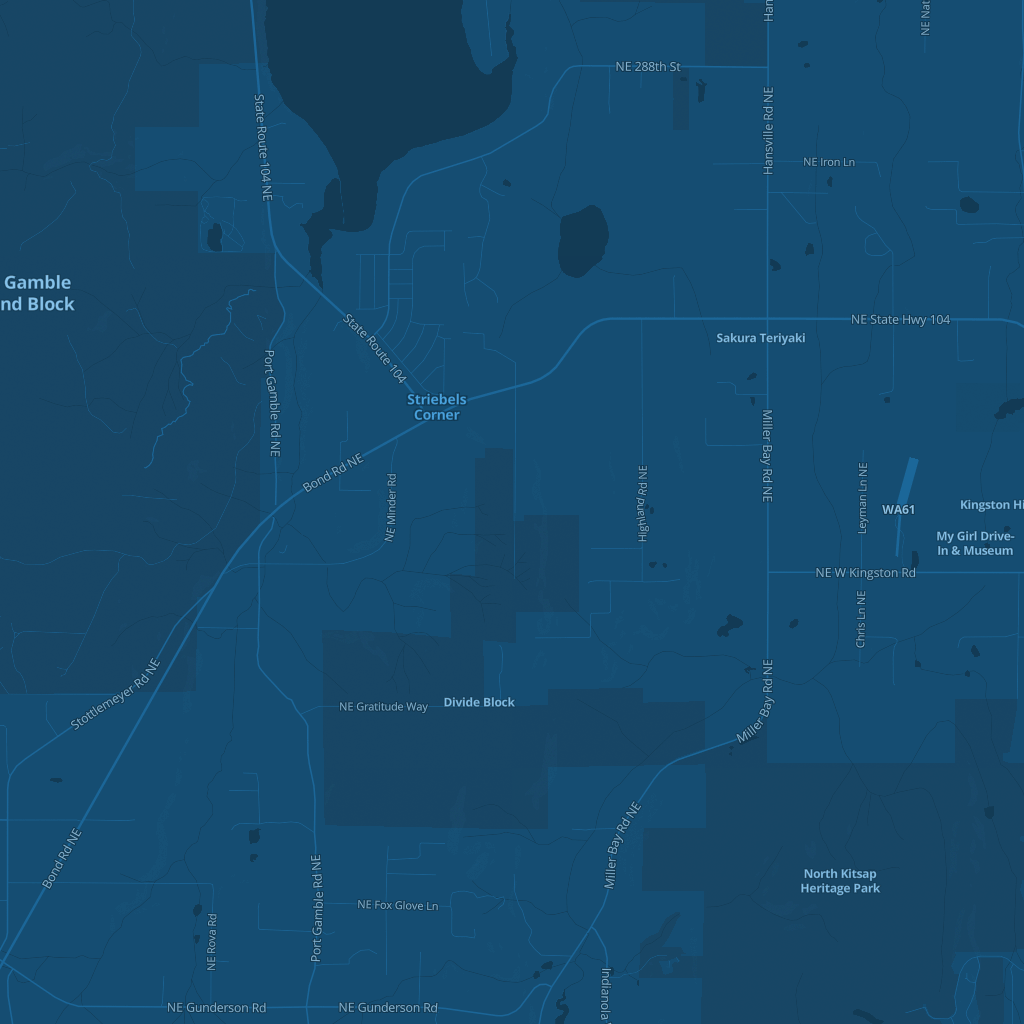 NE 288th St
Hansville Rd NE
State Route 104 NE
NE Iron Ln
Gamble
nd Block
NE State Hwy 104
Sakura Teriyaki
State Route 104
Port Gamble Rd NE
Striebels
Corner
Miller Bay Rd NE
Bond Rd NE
NE Minder Rd
Highland Rd NE
Leyman Ln NE
WA61
Kingston Hi
My Girl Drive-
In & Museum
NE W Kingston Rd
Chris Ln NE
Stottlemeyer Rd NE
NE Gratitude Way
Divide Block
Miller Bay Rd NE
Miller Bay Rd NE
Bond Rd NE
Port Gamble Rd NE
North Kitsap
Heritage Park
NE Fox Glove Ln
NE Rova Rd
Indianola
NE Gunderson Rd
NE Gunderson Rd
Han
NE Nat